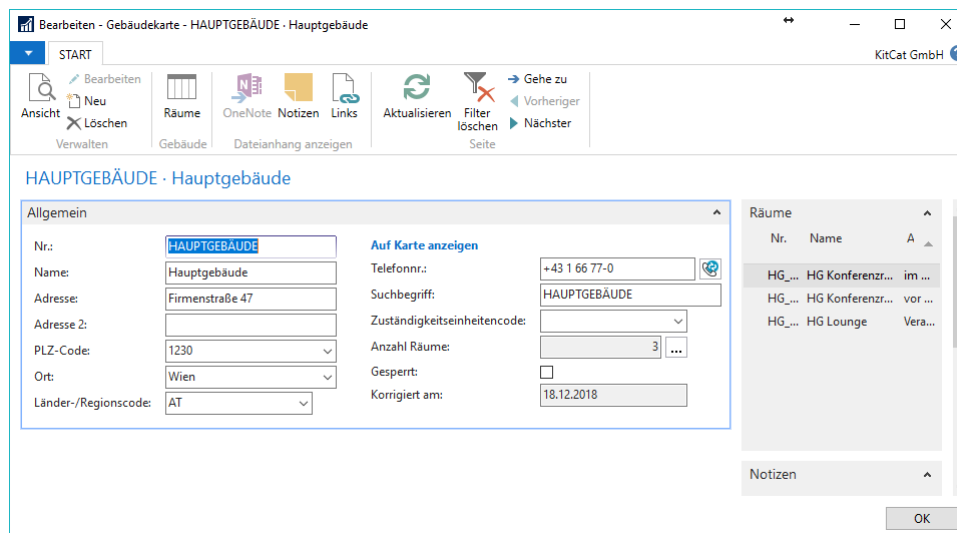 Bearbeiten - Gebäudekarte - HAUPTGEBÄUDE · Hauptgebäude
START
KitCat GmbH
Ansicht
Bearbeiten
Neu
Löschen
Verwalten
Räume
Gebäude
OneNote Notizen Links
Dateianhang anzeigen
Aktualisieren
Filter löschen
Gehe zu
Vorheriger
Nächster
Seite
HAUPTGEBÄUDE · Hauptgebäude
Allgemein
Nr.: HAUPTGEBÄUDE
Name: Hauptgebäude
Adresse: Firmenstraße 47
Adresse 2:
PLZ-Code: 1230
Ort: Wien
Länder-/Regionscode: AT
Auf Karte anzeigen
Telefonnr.: +43 1 66 77-0
Suchbegriff: HAUPTGEBÄUDE
Zuständigkeitseinheitencode:
Anzahl Räume: 3 ...
Gesperrt:
Korrigiert am: 18.12.2018
Räume
Nr. Name A
HG_... HG Konferenzr... im ...
HG_... HG Konferenzr... vor ...
HG_... HG Lounge Vera...
Notizen
OK